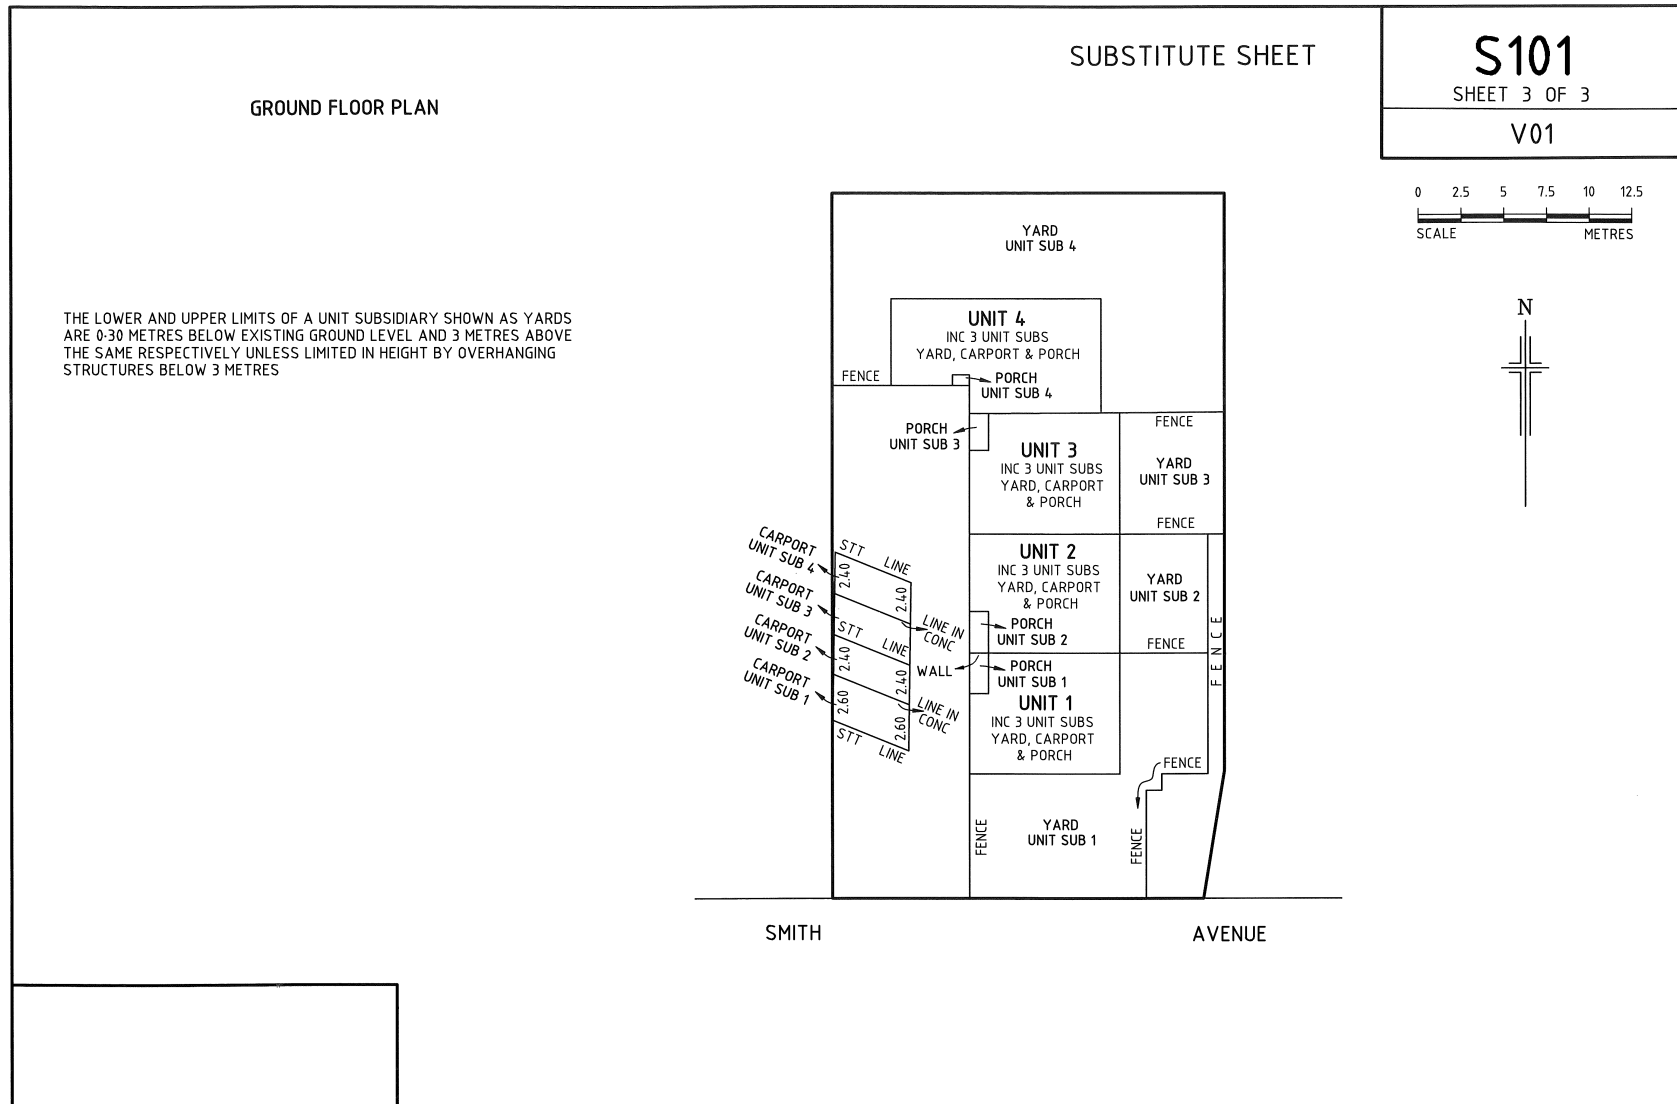 SUBSTITUTE SHEET
S101
SHEET 3 OF 3
V01
GROUND FLOOR PLAN
0 2.5 5 7.5 10 12.5
SCALE METRES
N
THE LOWER AND UPPER LIMITS OF A UNIT SUBSIDIARY SHOWN AS YARDS
ARE 0·30 METRES BELOW EXISTING GROUND LEVEL AND 3 METRES ABOVE
THE SAME RESPECTIVELY UNLESS LIMITED IN HEIGHT BY OVERHANGING
STRUCTURES BELOW 3 METRES
YARD
UNIT SUB 4
UNIT 4
INC 3 UNIT SUBS
YARD, CARPORT & PORCH
FENCE
PORCH
UNIT SUB 4
PORCH
UNIT SUB 3
FENCE
UNIT 3
INC 3 UNIT SUBS
YARD, CARPORT
& PORCH
YARD
UNIT SUB 3
FENCE
CARPORT
UNIT SUB 4
STT LINE
2.40
2.40
CARPORT
UNIT SUB 3
LINE IN
CONC
STT LINE
CARPORT
UNIT SUB 2
2.40
2.40
CARPORT
UNIT SUB 1
2.60
2.60
LINE IN
CONC
STT LINE
UNIT 2
INC 3 UNIT SUBS
YARD, CARPORT
& PORCH
YARD
UNIT SUB 2
PORCH
UNIT SUB 2
FENCE
FENCE
WALL
PORCH
UNIT SUB 1
UNIT 1
INC 3 UNIT SUBS
YARD, CARPORT
& PORCH
FENCE
FENCE
YARD
UNIT SUB 1
FENCE
SMITH AVENUE